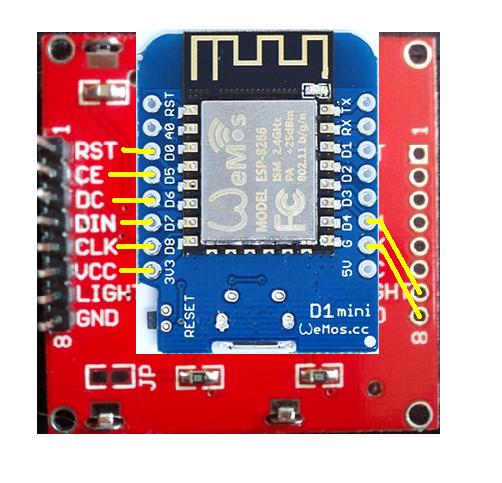 1
RST
CE
DC
DIN
CLK
VCC
LIGHT
GND
8
JP
RST
A0
D0
D5
D6
D7
D8
3V3
TX
RX
D1
D2
D3
D4
G
5V
WeMos
MODEL ESP-8266
ISM 2.4GHz
PA +25dBm
802.11 b/g/n
FC
RESET
D1 mini
WeMos.cc
1
8